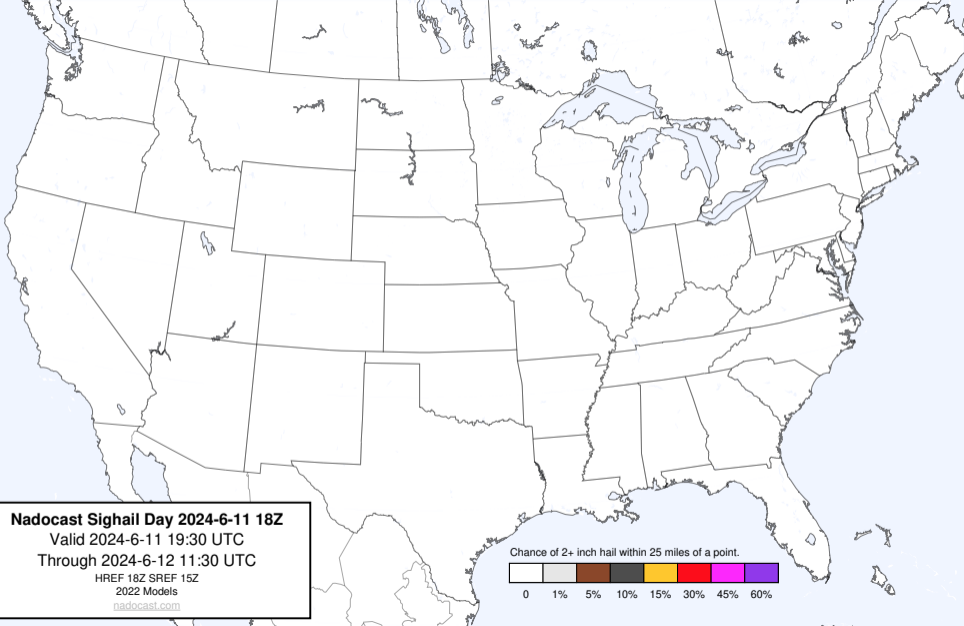 Nadocast Sighail Day 2024-6-11 18Z
Valid 2024-6-11 19:30 UTC
Through 2024-6-12 11:30 UTC
HREF 18Z SREF 15Z
2022 Models
nadocast.com
Chance of 2+ inch hail within 25 miles of a point.
0 1% 5% 10% 15% 30% 45% 60%